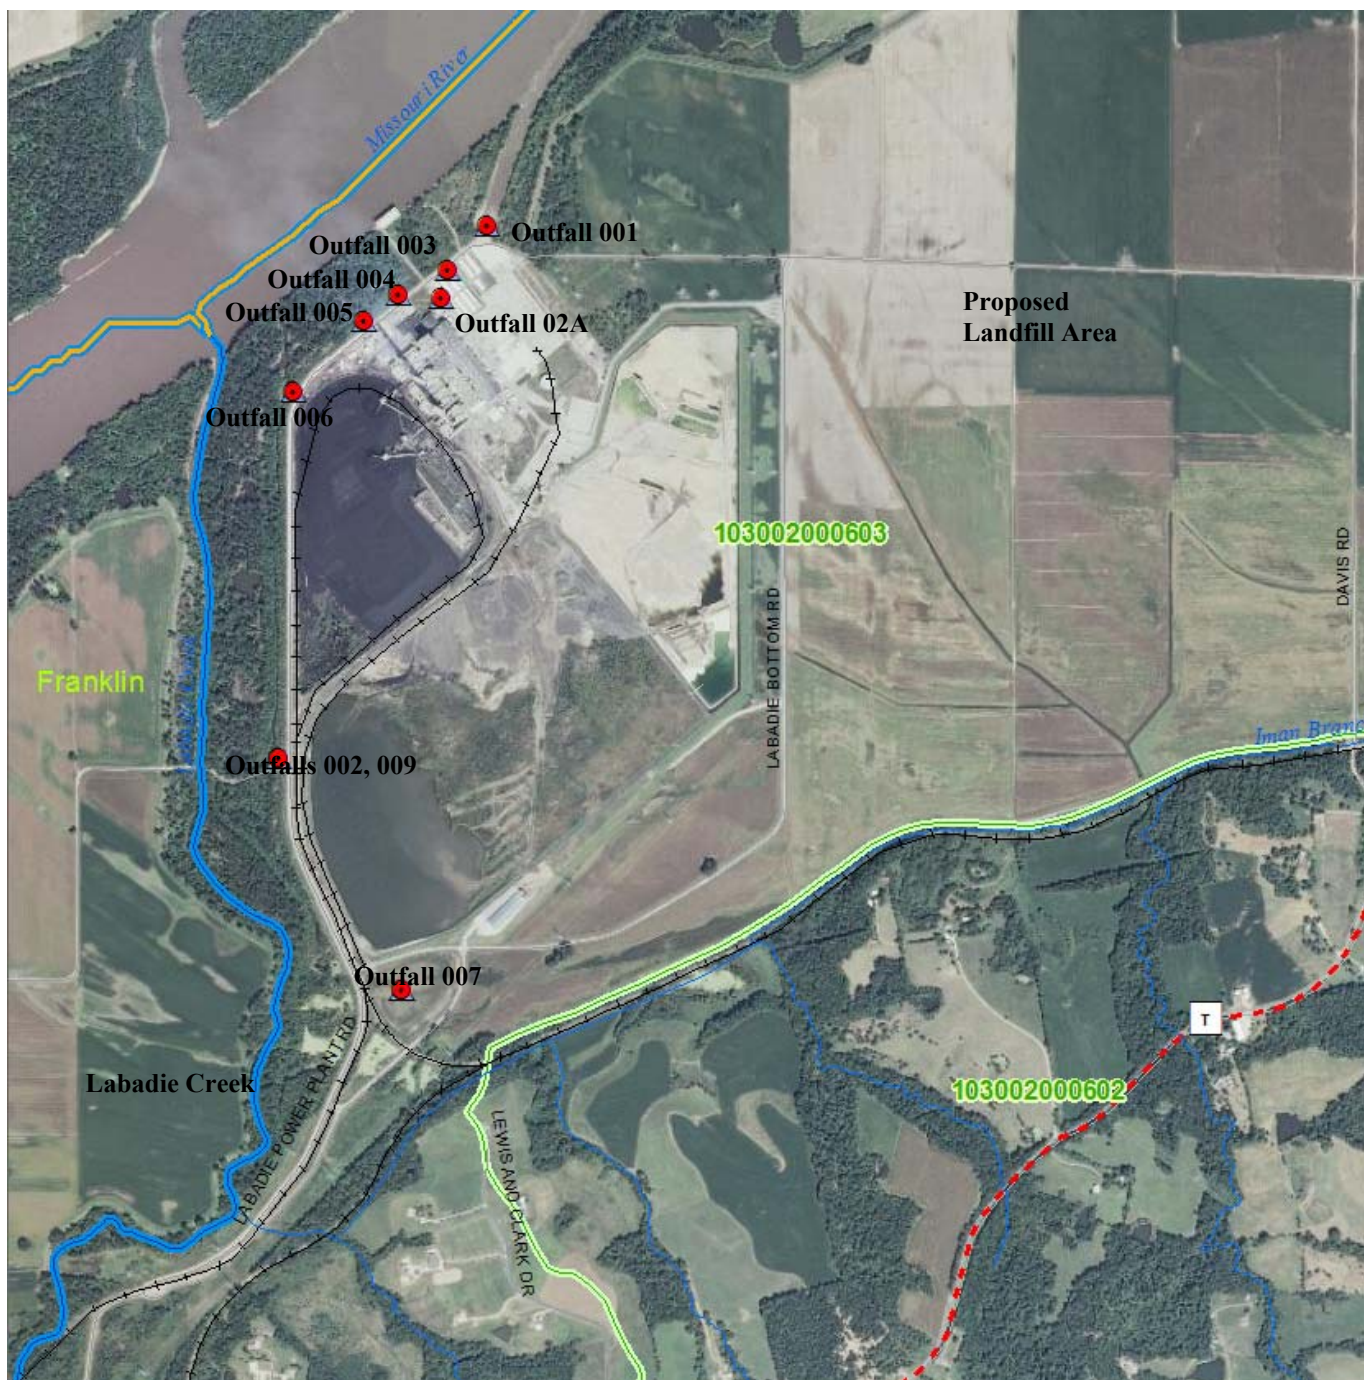 Missouri River
Outfall 001
Outfall 003
Outfall 004
Outfall 005
Outfall 02A
Proposed
Landfill Area
Outfall 006
103002000603
DAVIS RD
LABADIE BOTTOM RD
Franklin
Labadie Creek
Iman Branc
Outfalls 002, 009
Outfall 007
T
Labadie Creek
LABADIE POWER PLANT RD
103002000602
LEWIS AND CLARK DR